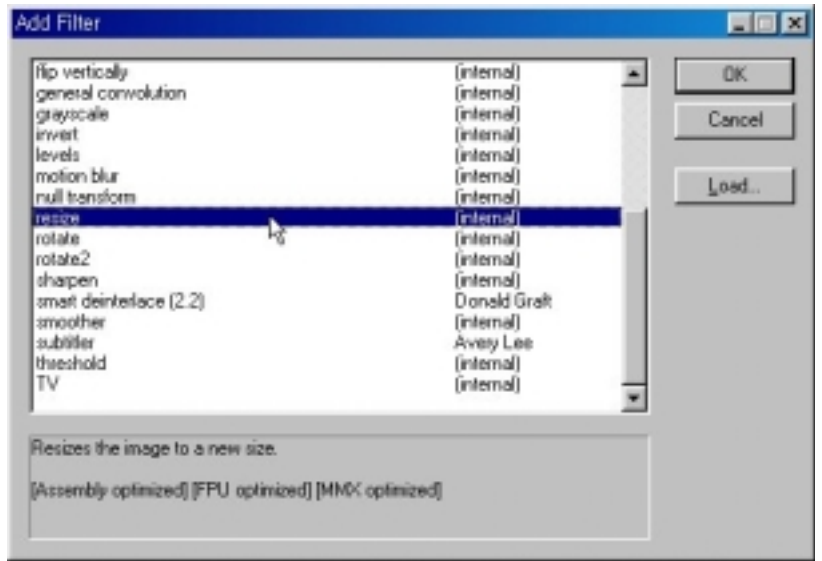 Add Filter
flip vertically (internal)
general convolution (internal)
grayscale (internal)
invert (internal)
levels (internal)
motion blur (internal)
null transform (internal)
resize (internal)
rotate (internal)
rotate2 (internal)
sharpen (internal)
smart deinterlace (2.2) Donald Graft
smoother (internal)
subtitler Avery Lee
threshold (internal)
TV (internal)
OK
Cancel
Load...
Resizes the image to a new size.
[Assembly optimized] [FPU optimized] [MMX optimized]